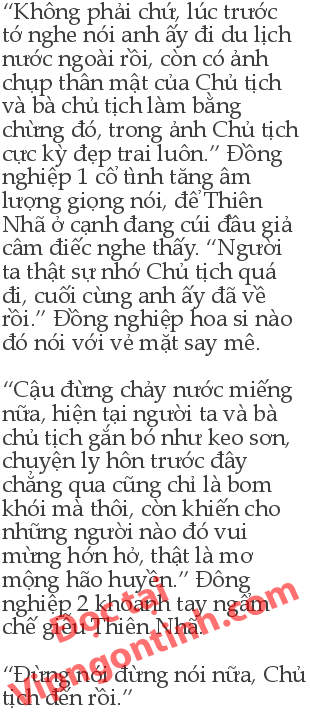 “Không phải chứ, lúc trước
tớ nghe nói anh ấy đi du lịch
nước ngoài rồi, còn có ảnh
chụp thân mật của Chủ tịch
và bà chủ tịch làm bằng
chứng đó, trong ảnh Chủ tịch
cực kỳ đẹp trai luôn.” Đồng
nghiệp 1 cố tình tăng âm
lượng giọng nói, để Thiên
Nhã ở cạnh đang cúi đầu giả
câm điếc nghe thấy. “Người
ta thật sự nhớ Chủ tịch quá
đi, cuối cùng anh ấy đã về
rồi.” Đồng nghiệp hoa si nào
đó nói với vẻ mặt say mê.

“Cậu đừng chảy nước miếng
nữa, hiện tại người ta và bà
chủ tịch gắn bó như keo sơn,
chuyện ly hôn trước đây
chẳng qua cũng chỉ là bom
khói mà thôi, còn khiến cho
những người nào đó vui
mừng hớn hở, thật là mơ
mộng hão huyền.” Đông
nghiệp 2 khoanh tay ngấm
chế giễu Thiên Nhã.

“Đừng nói đừng nói nữa, Chủ
tịch đến rồi.”
Đọc tại
Vipngontinh.com